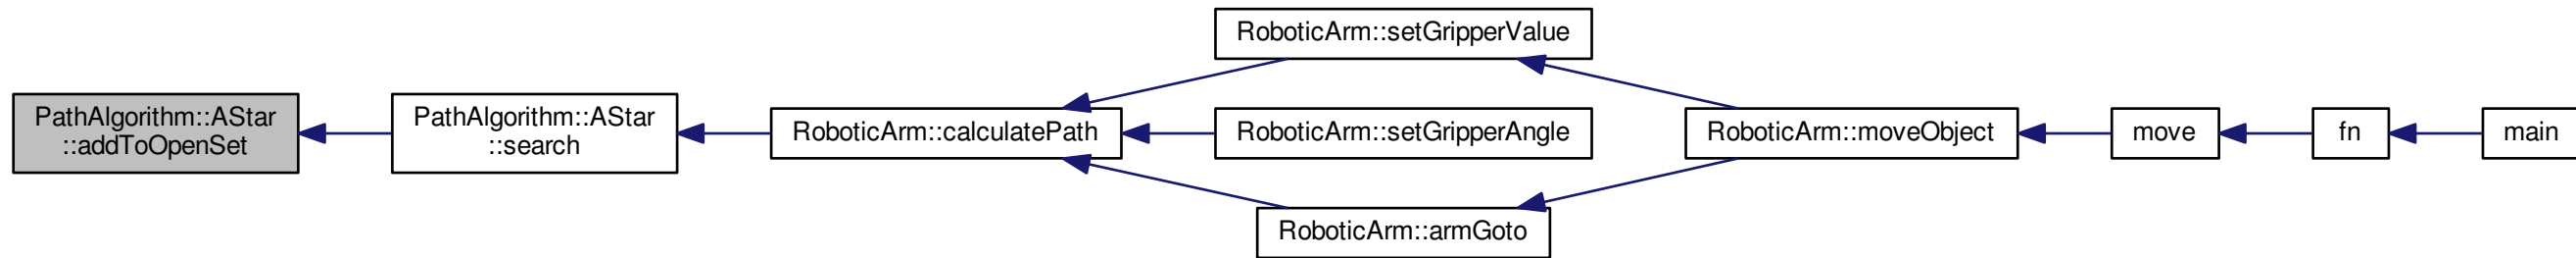 PathAlgorithm::AStar
::addToOpenSet
PathAlgorithm::AStar
::search
RoboticArm::calculatePath
RoboticArm::setGripperValue
RoboticArm::setGripperAngle
RoboticArm::armGoto
RoboticArm::moveObject
move
fn
main